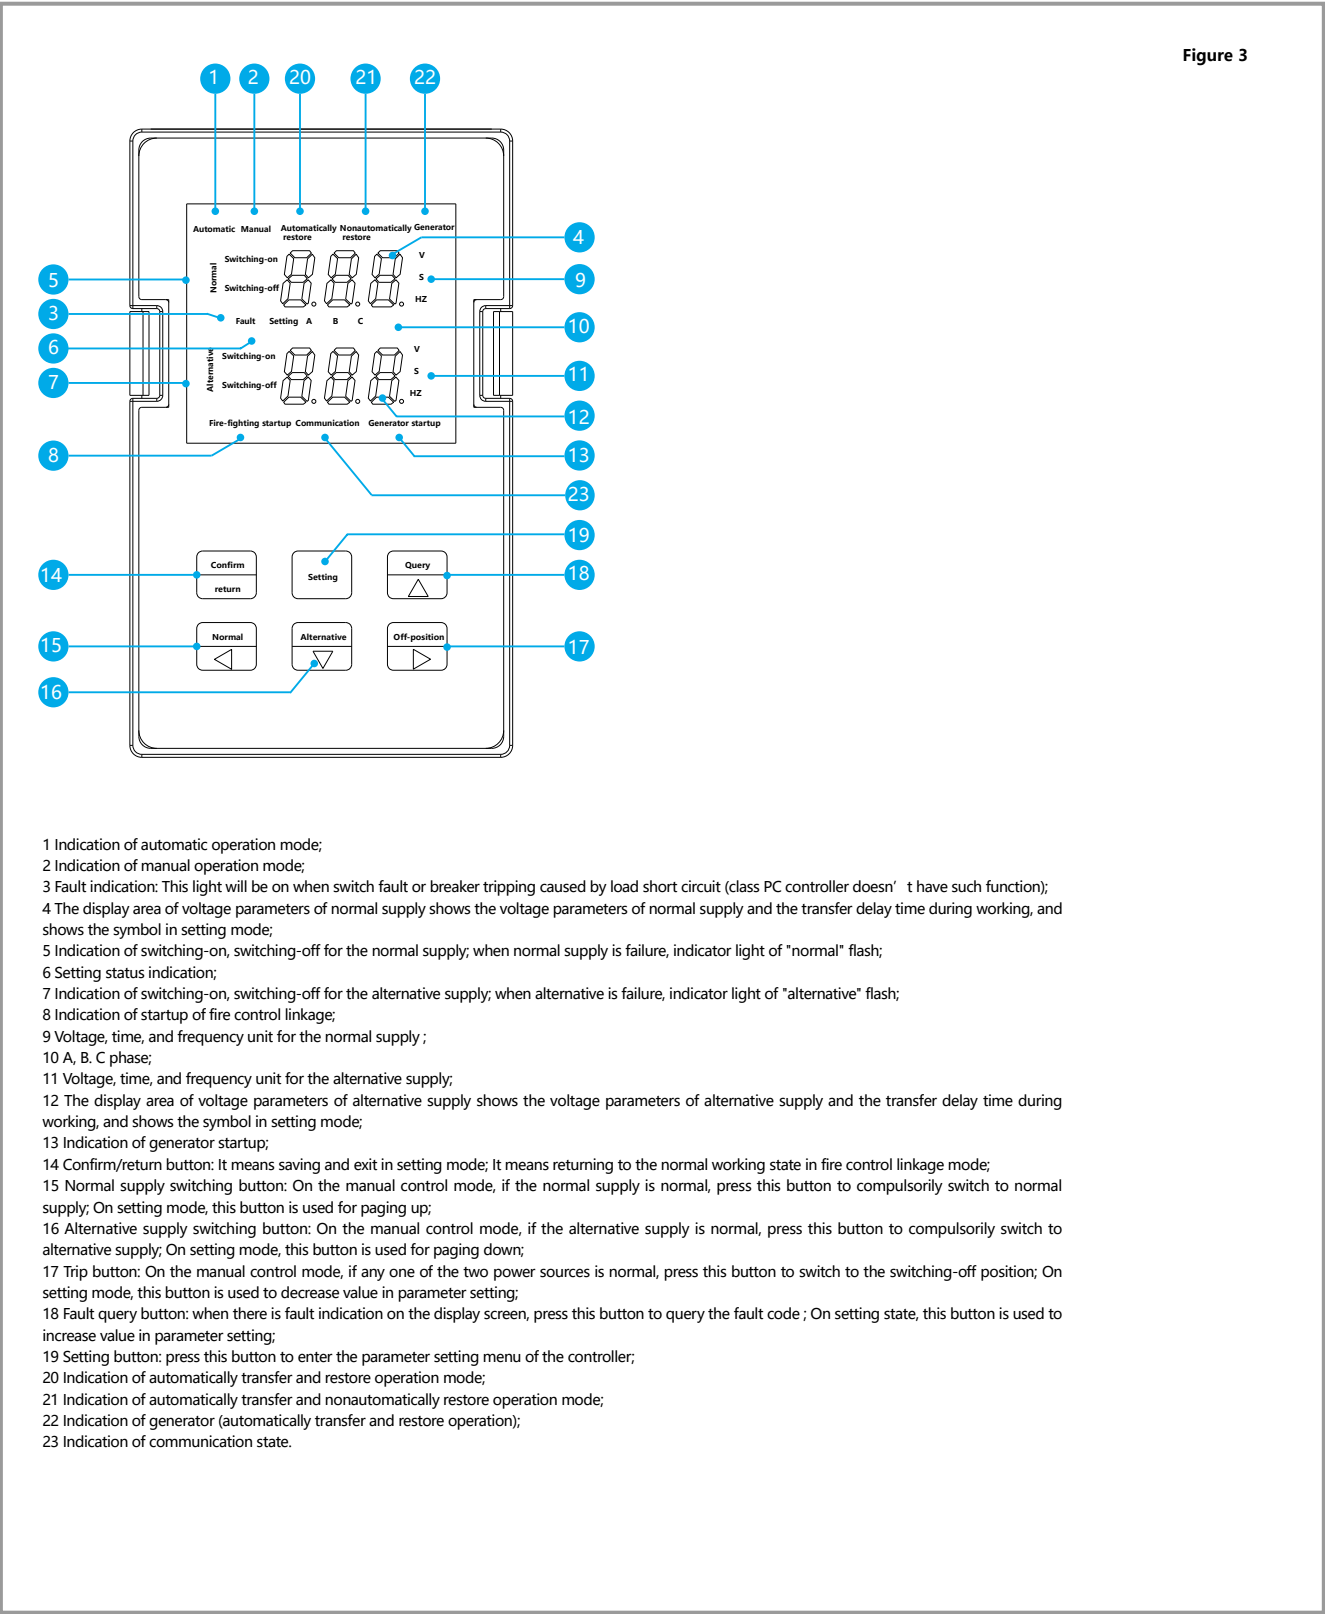 Figure 3
1 2 20 21 22
Automatic Manual Automatically restore Nonautomatically restore Generator
4
Normal
Switching-on
V
5
S
9
Switching-off
HZ
3
Fault Setting A B C
10
6
Alternative
Switching-on
V
7
S
11
Switching-off
HZ
12
Fire-fighting startup Communication Generator startup
8
13
23
19
14
Confirm
return
Setting
Query
18
15
Normal
Alternative
Off-position
17
16
1 Indication of automatic operation mode;
2 Indication of manual operation mode;
3 Fault indication: This light will be on when switch fault or breaker tripping caused by load short circuit (class PC controller doesn’ t have such function);
4 The display area of voltage parameters of normal supply shows the voltage parameters of normal supply and the transfer delay time during working, and
shows the symbol in setting mode;
5 Indication of switching-on, switching-off for the normal supply; when normal supply is failure, indicator light of "normal" flash;
6 Setting status indication;
7 Indication of switching-on, switching-off for the alternative supply; when alternative is failure, indicator light of "alternative" flash;
8 Indication of startup of fire control linkage;
9 Voltage, time, and frequency unit for the normal supply ;
10 A, B. C phase;
11 Voltage, time, and frequency unit for the alternative supply;
12 The display area of voltage parameters of alternative supply shows the voltage parameters of alternative supply and the transfer delay time during
working, and shows the symbol in setting mode;
13 Indication of generator startup;
14 Confirm/return button: It means saving and exit in setting mode; It means returning to the normal working state in fire control linkage mode;
15 Normal supply switching button: On the manual control mode, if the normal supply is normal, press this button to compulsorily switch to normal
supply; On setting mode, this button is used for paging up;
16 Alternative supply switching button: On the manual control mode, if the alternative supply is normal, press this button to compulsorily switch to
alternative supply; On setting mode, this button is used for paging down;
17 Trip button: On the manual control mode, if any one of the two power sources is normal, press this button to switch to the switching-off position; On
setting mode, this button is used to decrease value in parameter setting;
18 Fault query button: when there is fault indication on the display screen, press this button to query the fault code ; On setting state, this button is used to
increase value in parameter setting;
19 Setting button: press this button to enter the parameter setting menu of the controller;
20 Indication of automatically transfer and restore operation mode;
21 Indication of automatically transfer and nonautomatically restore operation mode;
22 Indication of generator (automatically transfer and restore operation);
23 Indication of communication state.